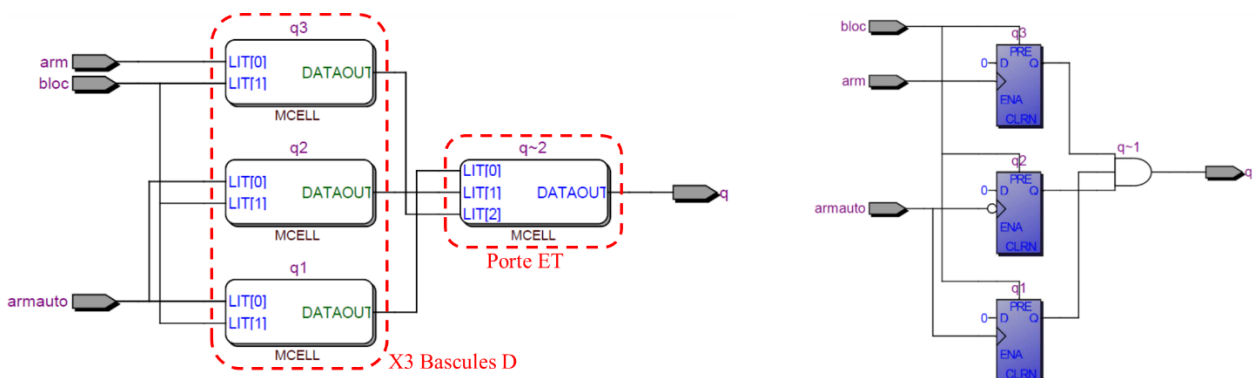 q3
arm
bloc
LIT[0]
LIT[1]
DATAOUT
MCELL
q2
LIT[0]
LIT[1]
DATAOUT
MCELL
q1
armauto
LIT[0]
LIT[1]
DATAOUT
MCELL
X3 Bascules D
q~2
LIT[0]
LIT[1]
LIT[2]
DATAOUT
MCELL
Porte ET
q
bloc
q3
PRE
0 D Q
arm
ENA
CLRN
q~1
q
q2
PRE
0 D Q
armauto
ENA
CLRN
q1
PRE
0 D Q
ENA
CLRN